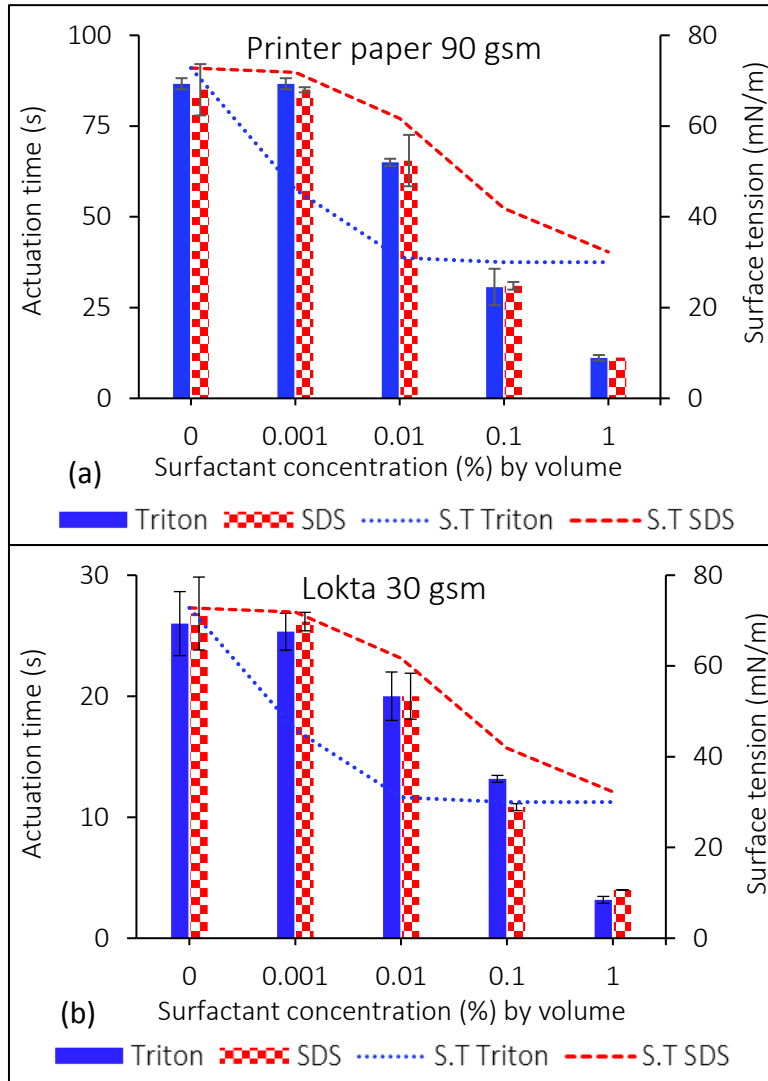 Printer paper 90 gsm
Actuation time (s)
100
75
50
25
0
Surface tension (mN/m)
80
60
40
20
0
0 0.001 0.01 0.1 1
(a)
Surfactant concentration (%) by volume
Triton SDS S.T Triton S.T SDS
Lokta 30 gsm
Actuation time (s)
30
20
10
0
Surface tension (mN/m)
80
60
40
20
0
0 0.001 0.01 0.1 1
(b)
Surfactant concentration (%) by volume
Triton SDS S.T Triton S.T SDS